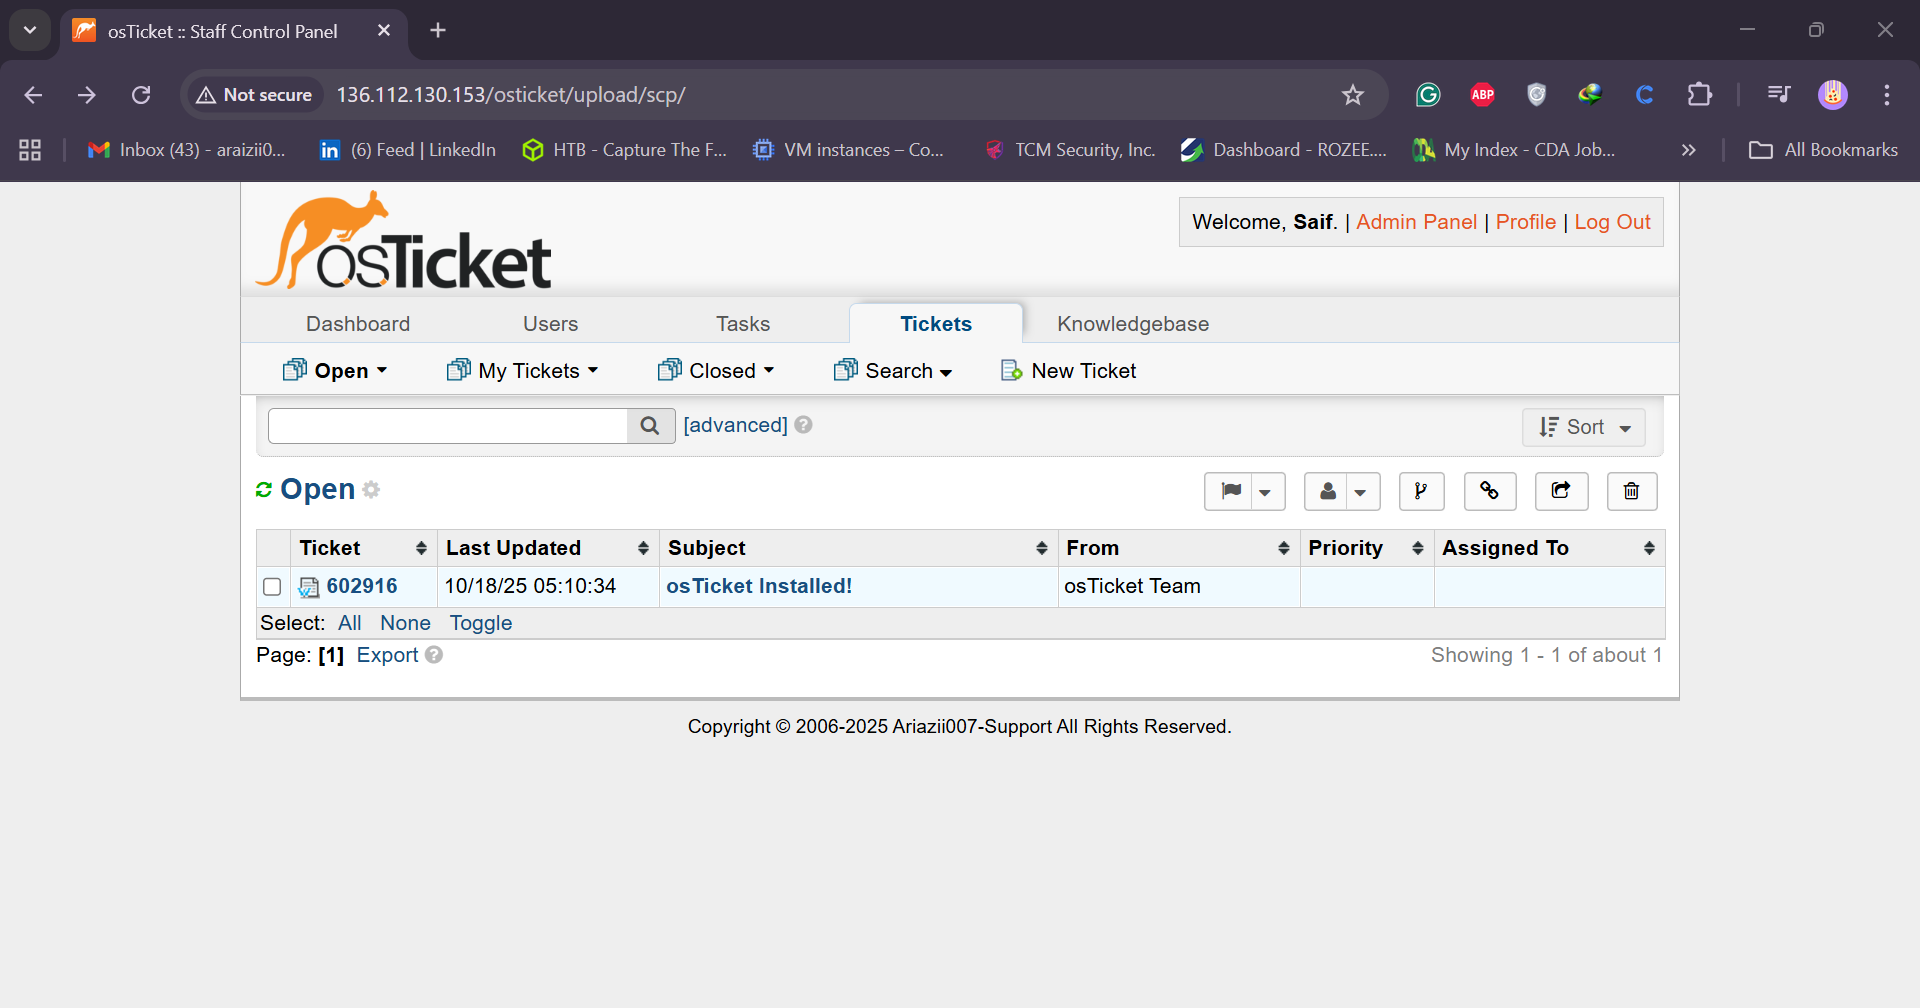 osTicket :: Staff Control Panel
Not secure 136.112.130.153/osticket/upload/scp/
ABP
C
Inbox (43) - araizii0... (6) Feed | LinkedIn HTB - Capture The F... VM instances – Co... TCM Security, Inc. Dashboard - ROZEE.... My Index - CDA Job... » All Bookmarks
osTicket
Welcome, Saif. | Admin Panel | Profile | Log Out
Dashboard Users Tasks Tickets Knowledgebase
Open My Tickets Closed Search New Ticket
[advanced] Sort
Open
Ticket Last Updated Subject From Priority Assigned To
602916 10/18/25 05:10:34 osTicket Installed! osTicket Team
Select: All None Toggle
Page: [1] Export Showing 1 - 1 of about 1
Copyright © 2006-2025 Ariazii007-Support All Rights Reserved.